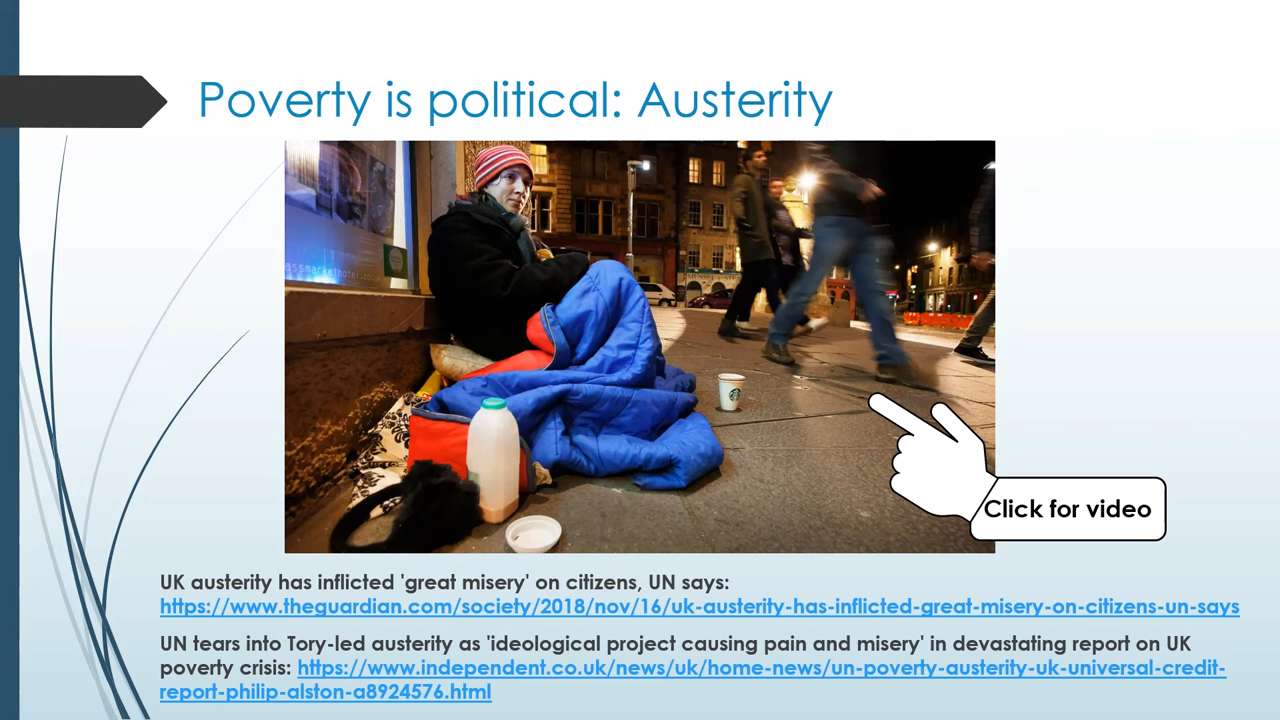 Poverty is political: Austerity
assmarkethotel.co
Click for video
UK austerity has inflicted 'great misery' on citizens, UN says:
https://www.theguardian.com/society/2018/nov/16/uk-austerity-has-inflicted-great-misery-on-citizens-un-says
UN tears into Tory-led austerity as 'ideological project causing pain and misery' in devastating report on UK
poverty crisis: https://www.independent.co.uk/news/uk/home-news/un-poverty-austerity-uk-universal-credit-
report-philip-alston-a8924576.html